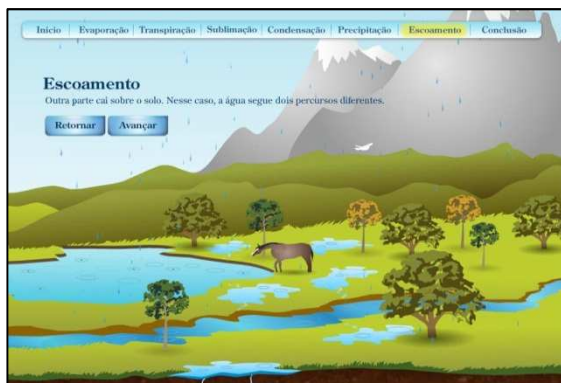 Início Evaporação Transpiração Sublimação Condensação Precipitação Escoamento Conclusão
Escoamento
Outra parte cai sobre o solo. Nesse caso, a água segue dois percursos diferentes.
Retornar Avançar